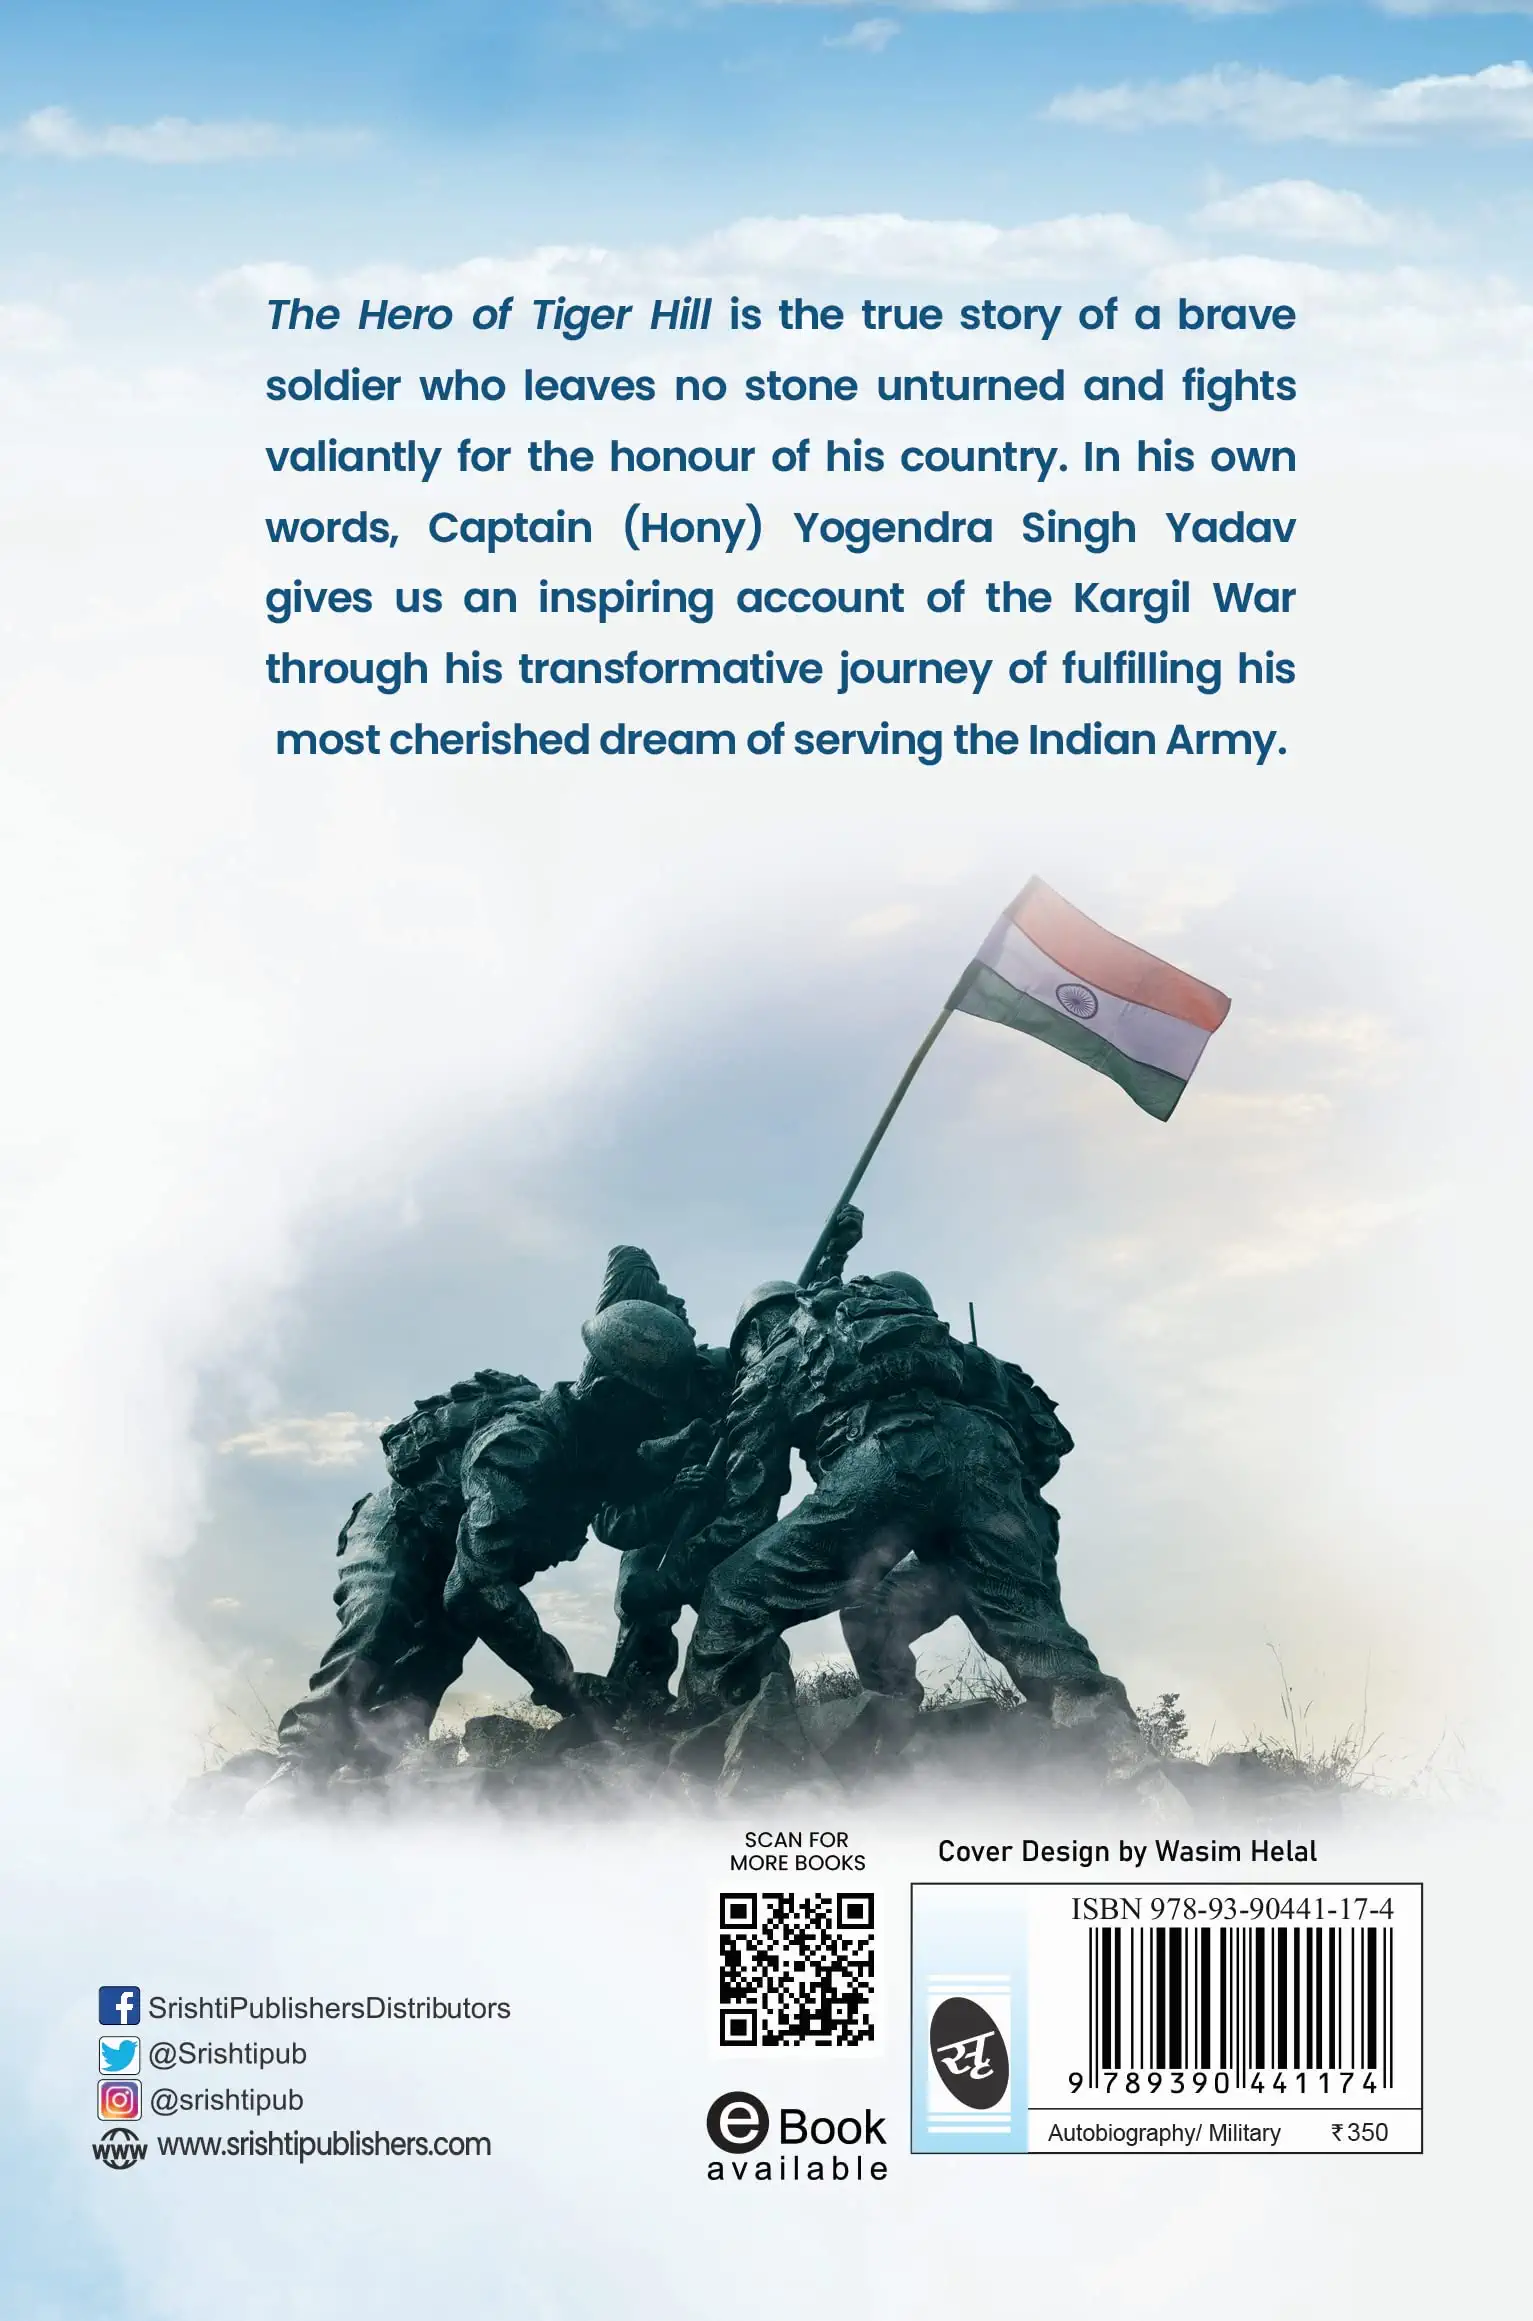 The Hero of Tiger Hill is the true story of a brave
soldier who leaves no stone unturned and fights
valiantly for the honour of his country. In his own
words, Captain (Hony) Yogendra Singh Yadav
gives us an inspiring account of the Kargil War
through his transformative journey of fulfilling his
most cherished dream of serving the Indian Army.
SCAN FOR
MORE BOOKS
Cover Design by Wasim Helal
ISBN 978-93-90441-17-4
9 789390 441174
सृ
Autobiography/ Military ₹350
SrishtiPublishersDistributors
@Srishtipub
@srishtipub
www www.srishtipublishers.com
eBook
available